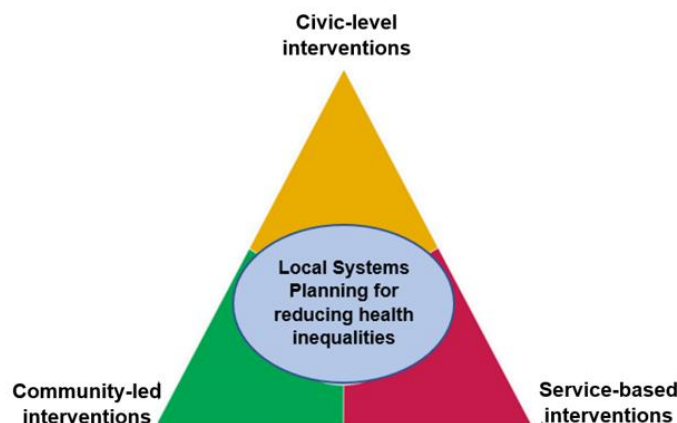 Civic-level
interventions
Local Systems
Planning for
reducing health
inequalities
Community-led
interventions
Service-based
interventions